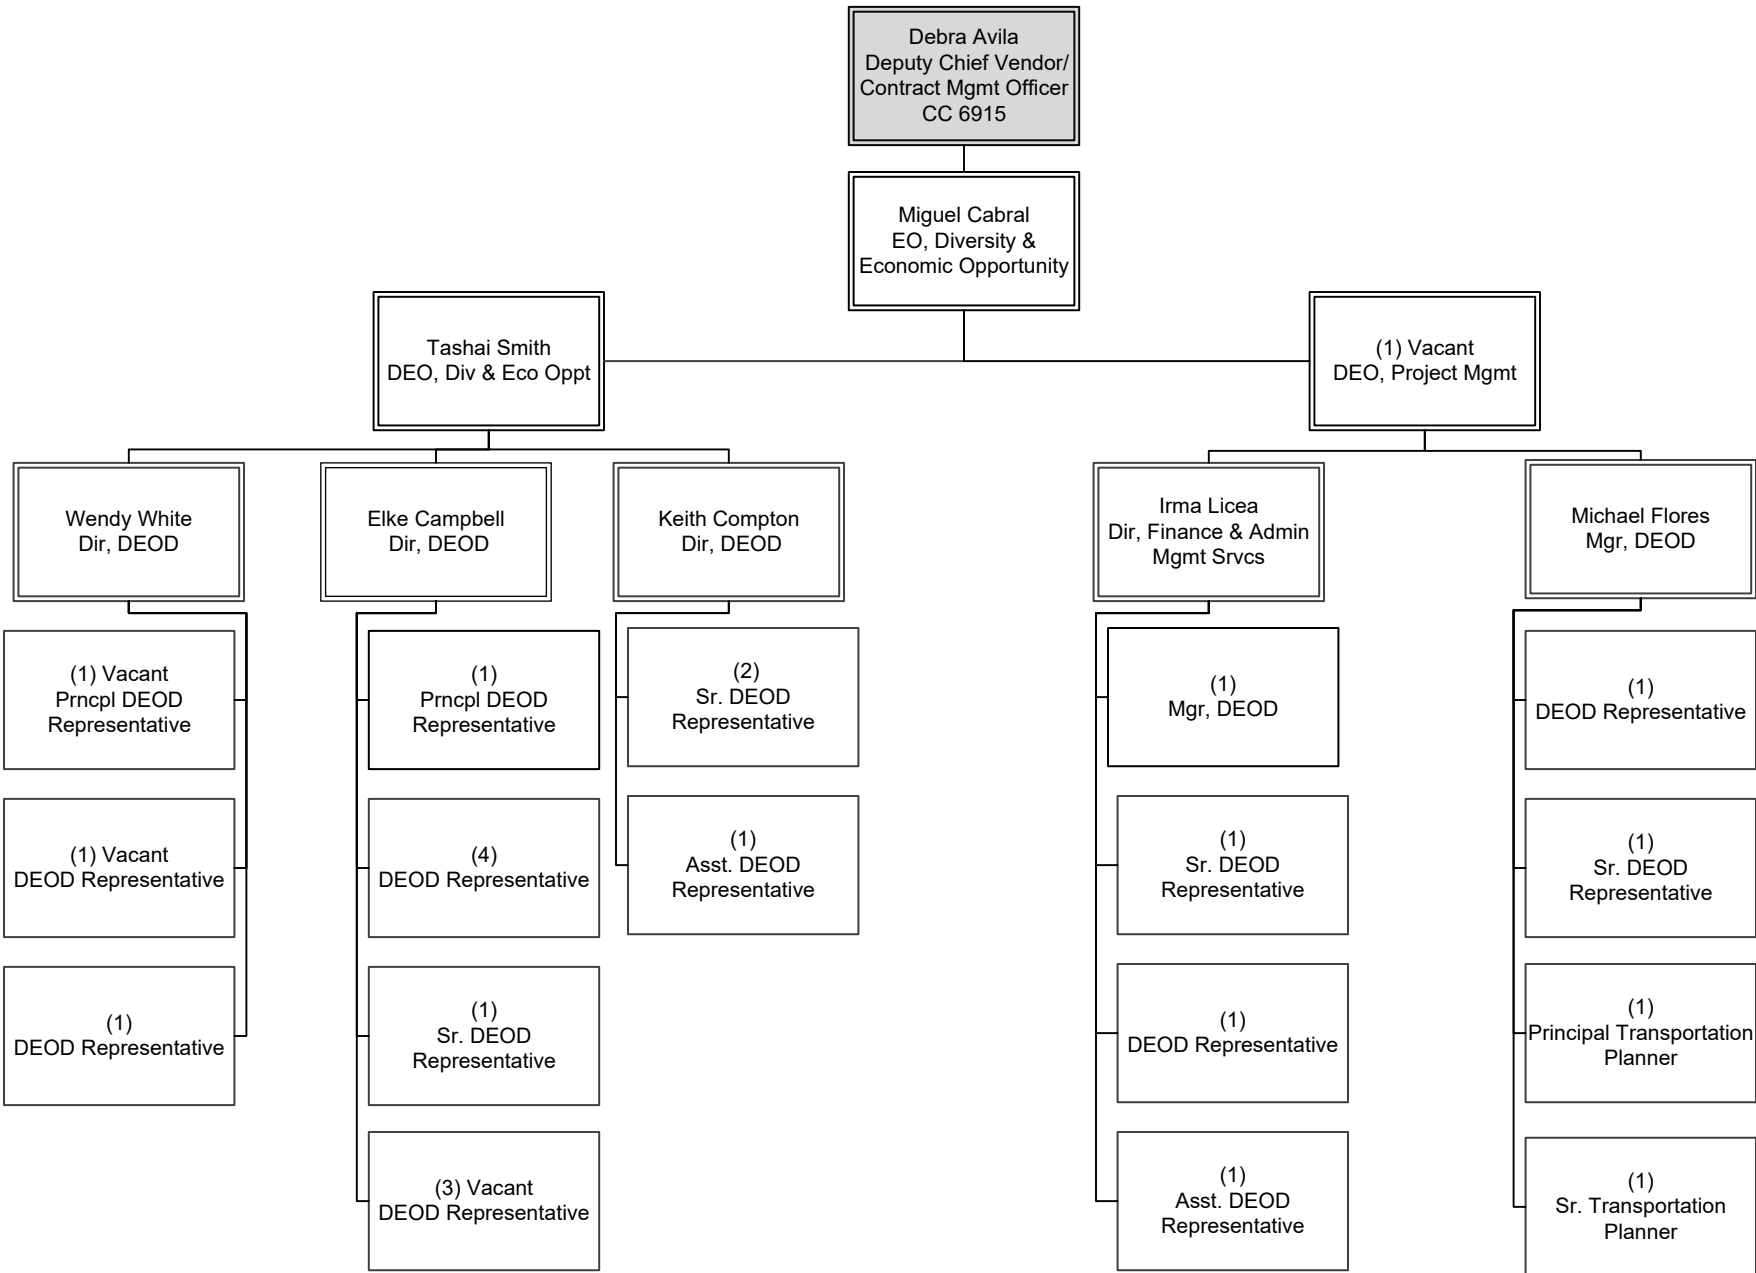 Debra Avila
Deputy Chief Vendor/
Contract Mgmt Officer
CC 6915
Miguel Cabral
EO, Diversity &
Economic Opportunity
Tashai Smith
DEO, Div & Eco Oppt
(1) Vacant
DEO, Project Mgmt
Wendy White
Dir, DEOD
Elke Campbell
Dir, DEOD
Keith Compton
Dir, DEOD
Irma Licea
Dir, Finance & Admin
Mgmt Srvcs
Michael Flores
Mgr, DEOD
(1) Vacant
Prncpl DEOD
Representative
(1)
Prncpl DEOD
Representative
(2)
Sr. DEOD
Representative
(1)
Mgr, DEOD
(1)
DEOD Representative
(1) Vacant
DEOD Representative
(4)
DEOD Representative
(1)
Asst. DEOD
Representative
(1)
Sr. DEOD
Representative
(1)
Sr. DEOD
Representative
(1)
DEOD Representative
(1)
Sr. DEOD
Representative
(1)
DEOD Representative
(1)
Principal Transportation
Planner
(3) Vacant
DEOD Representative
(1)
Asst. DEOD
Representative
(1)
Sr. Transportation
Planner